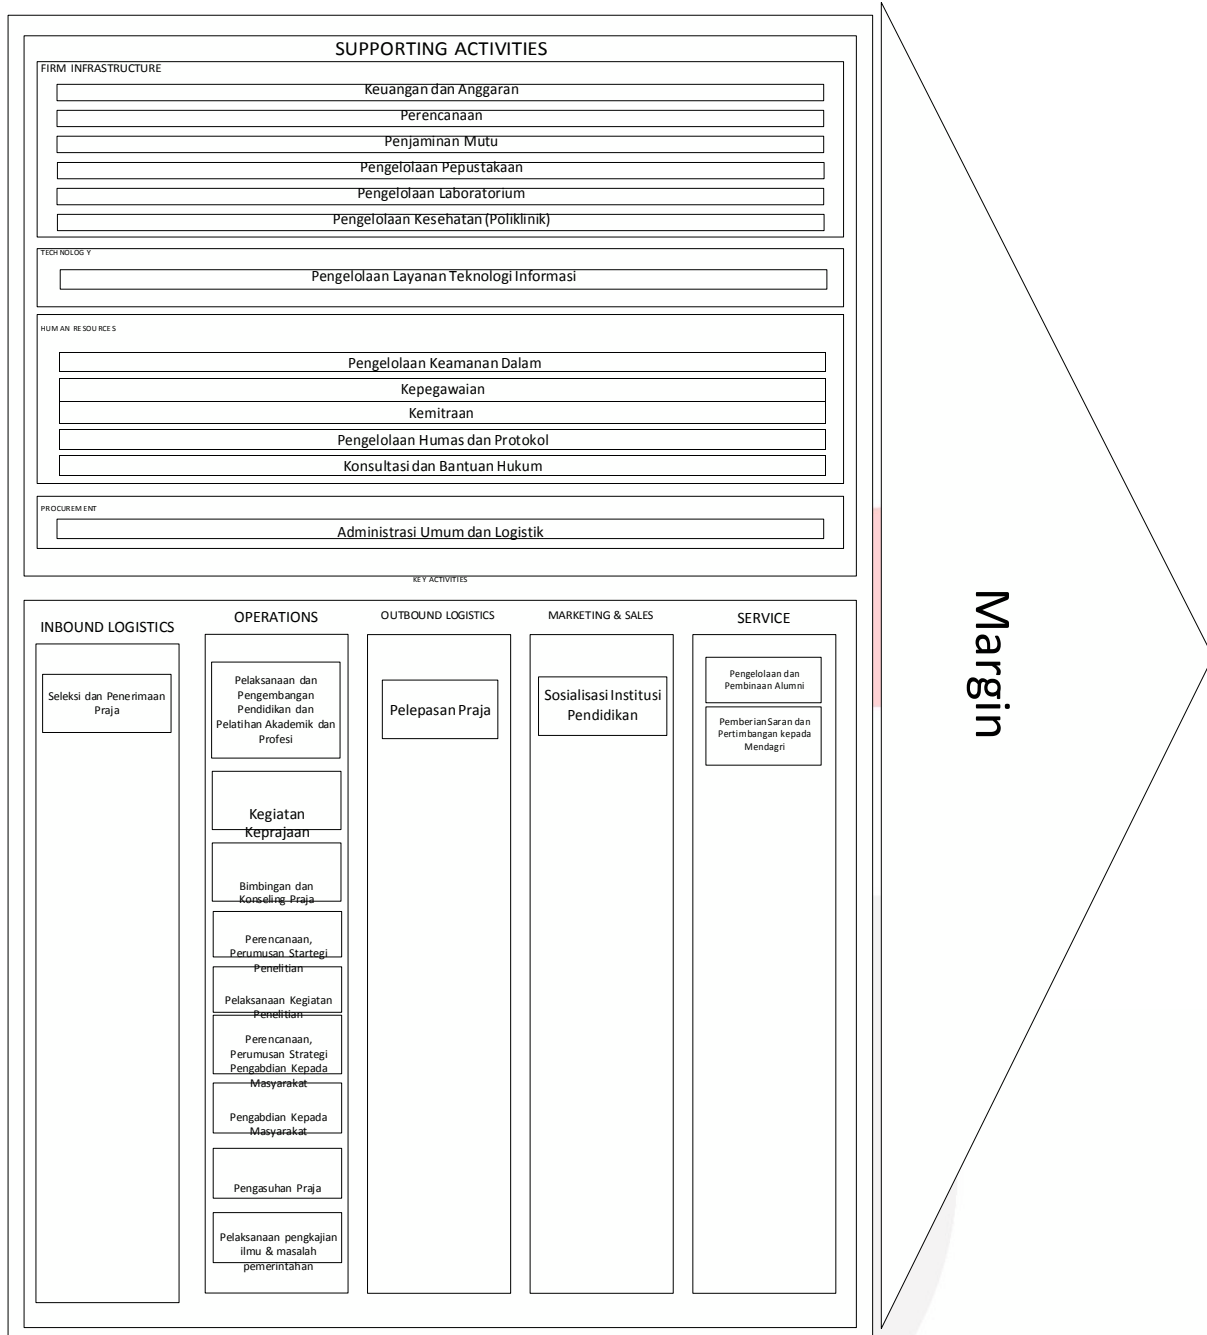 SUPPORTING ACTIVITIES
FIRM INFRASTRUCTURE
Keuangan dan Anggaran
Perencanaan
Penjaminan Mutu
Pengelolaan Pepustakaan
Pengelolaan Laboratorium
Pengelolaan Kesehatan (Poliklinik)
TECHNOLOGY
Pengelolaan Layanan Teknologi Informasi
HUMAN RESOURCES
Pengelolaan Keamanan Dalam
Kepegawaian
Kemitraan
Pengelolaan Humas dan Protokol
Konsultasi dan Bantuan Hukum
PROCUREMENT
Administrasi Umum dan Logistik
KEY ACTIVITIES
INBOUND LOGISTICS
Seleksi dan Penerimaan
Praja
OPERATIONS
Pelaksanaan dan
Pengembangan
Pendidikan dan
Pelatihan Akademik dan
Profesi
Kegiatan
Keprajaan
Bimbingan dan
Konseling Praja
Perencanaan,
Perumusan Startegi
Penelitian
Pelaksanaan Kegiatan
Penelitian
Perencanaan,
Perumusan Strategi
Pengabdian Kepada
Masyarakat
Pengabdian Kepada
Masyarakat
Pengasuhan Praja
Pelaksanaan pengkajian
ilmu & masalah
pemerintahan
OUTBOUND LOGISTICS
Pelepasan Praja
MARKETING & SALES
Sosialisasi Institusi
Pendidikan
SERVICE
Pengelolaan dan
Pembinaan Alumni
Pemberian Saran dan
Pertimbangan kepada
Mendagri
Margin